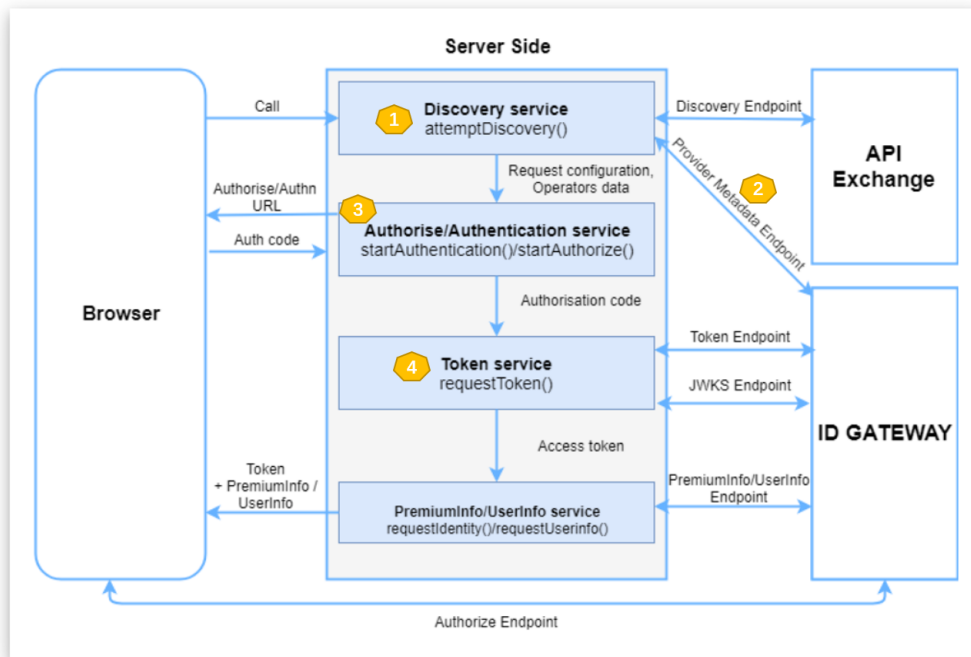 Server Side
Call
1
Discovery service
attemptDiscovery()
Discovery Endpoint
API
Exchange
Request configuration,
Operators data
Provider Metadata Endpoint
2
Authorise/Authn
URL
3
Authorise/Authentication service
startAuthentication()/startAuthorize()
Auth code
Browser
Authorisation code
4
Token service
requestToken()
Token Endpoint
JWKS Endpoint
ID GATEWAY
Access token
Token
+ PremiumInfo /
UserInfo
PremiumInfo/UserInfo service
requestIdentity()/requestUserinfo()
PremiumInfo/UserInfo
Endpoint
Authorize Endpoint